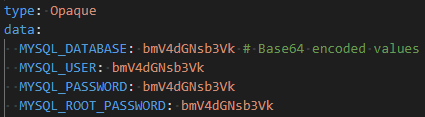 type: Opaque
data:
  MYSQL_DATABASE: bmV4dGNsb3Vk # Base64 encoded values
  MYSQL_USER: bmV4dGNsb3Vk
  MYSQL_PASSWORD: bmV4dGNsb3Vk
  MYSQL_ROOT_PASSWORD: bmV4dGNsb3Vk